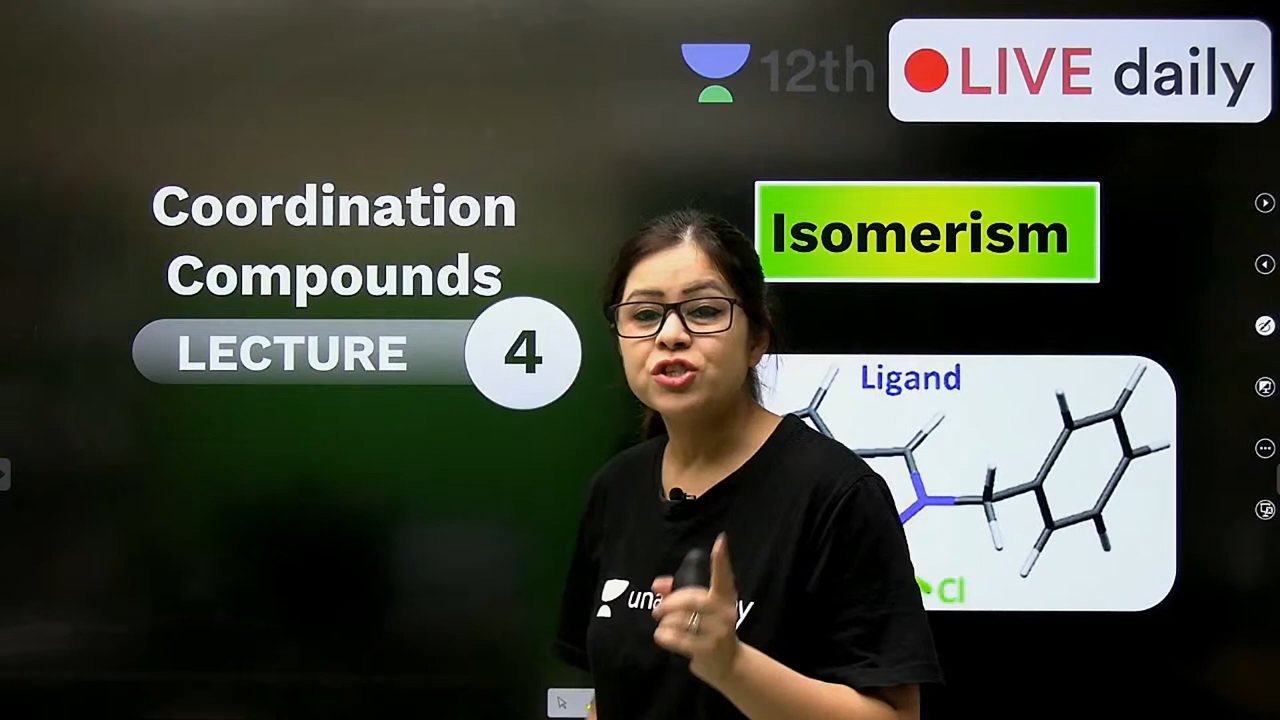 12th
LIVE daily
Coordination
Compounds
LECTURE 4
Isomerism
Ligand
Cl